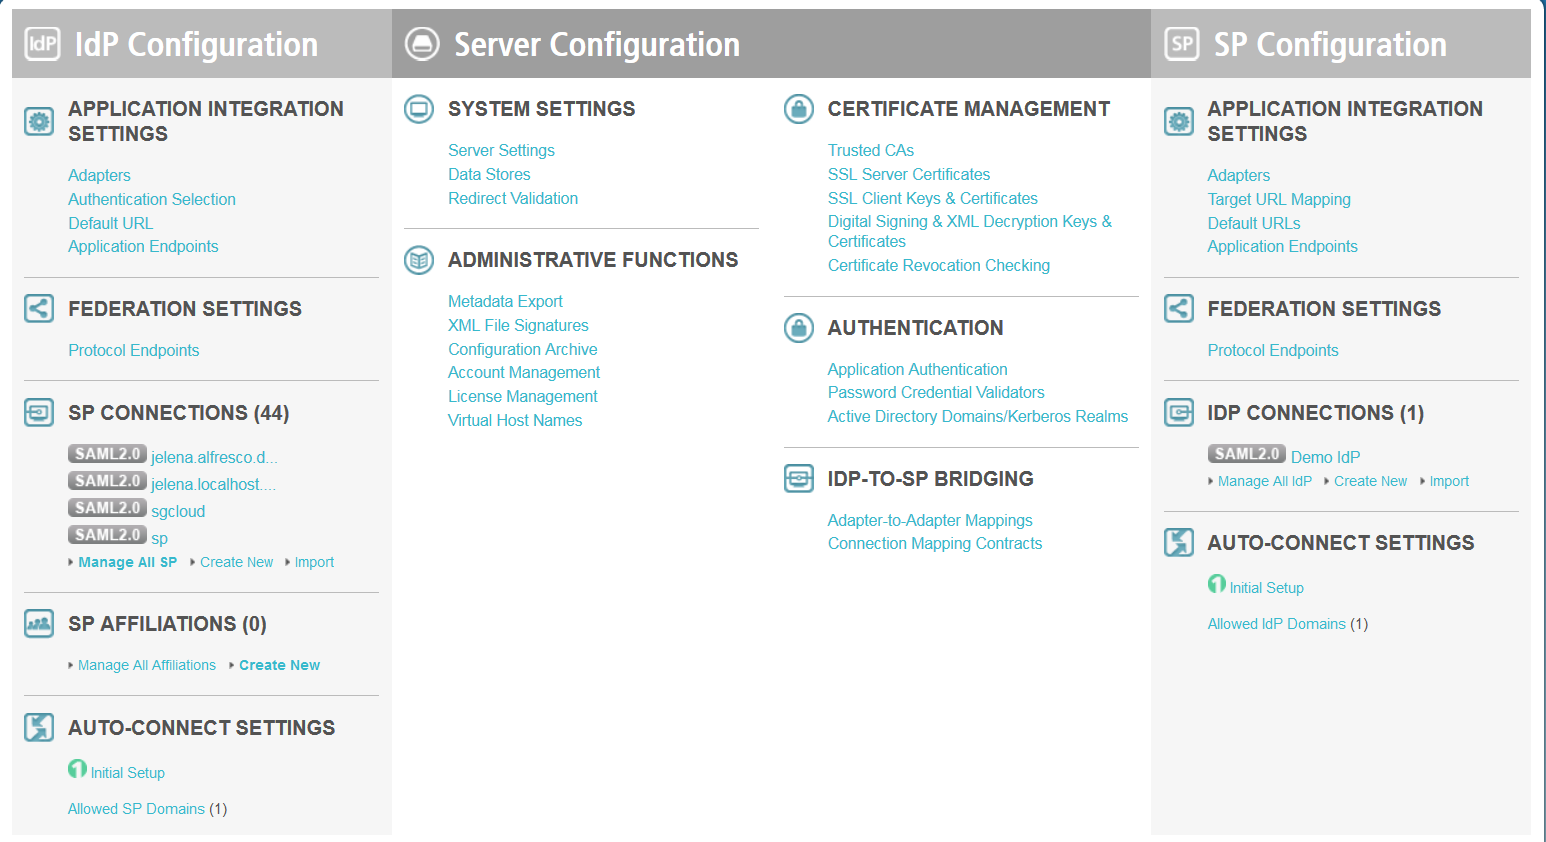 IdP IdP Configuration
APPLICATION INTEGRATION
SETTINGS
Adapters
Authentication Selection
Default URL
Application Endpoints
FEDERATION SETTINGS
Protocol Endpoints
SP CONNECTIONS (44)
SAML2.0 jelena.alfresco.d...
SAML2.0 jelena.localhost....
SAML2.0 sgcloud
SAML2.0 sp
Manage All SP Create New Import
SP AFFILIATIONS (0)
Manage All Affiliations Create New
AUTO-CONNECT SETTINGS
1 Initial Setup
Allowed SP Domains (1)
Server Configuration
SYSTEM SETTINGS
Server Settings
Data Stores
Redirect Validation
ADMINISTRATIVE FUNCTIONS
Metadata Export
XML File Signatures
Configuration Archive
Account Management
License Management
Virtual Host Names
CERTIFICATE MANAGEMENT
Trusted CAs
SSL Server Certificates
SSL Client Keys & Certificates
Digital Signing & XML Decryption Keys &
Certificates
Certificate Revocation Checking
AUTHENTICATION
Application Authentication
Password Credential Validators
Active Directory Domains/Kerberos Realms
IDP-TO-SP BRIDGING
Adapter-to-Adapter Mappings
Connection Mapping Contracts
SP SP Configuration
APPLICATION INTEGRATION
SETTINGS
Adapters
Target URL Mapping
Default URLs
Application Endpoints
FEDERATION SETTINGS
Protocol Endpoints
IDP CONNECTIONS (1)
SAML2.0 Demo IdP
Manage All IdP Create New Import
AUTO-CONNECT SETTINGS
1 Initial Setup
Allowed IdP Domains (1)